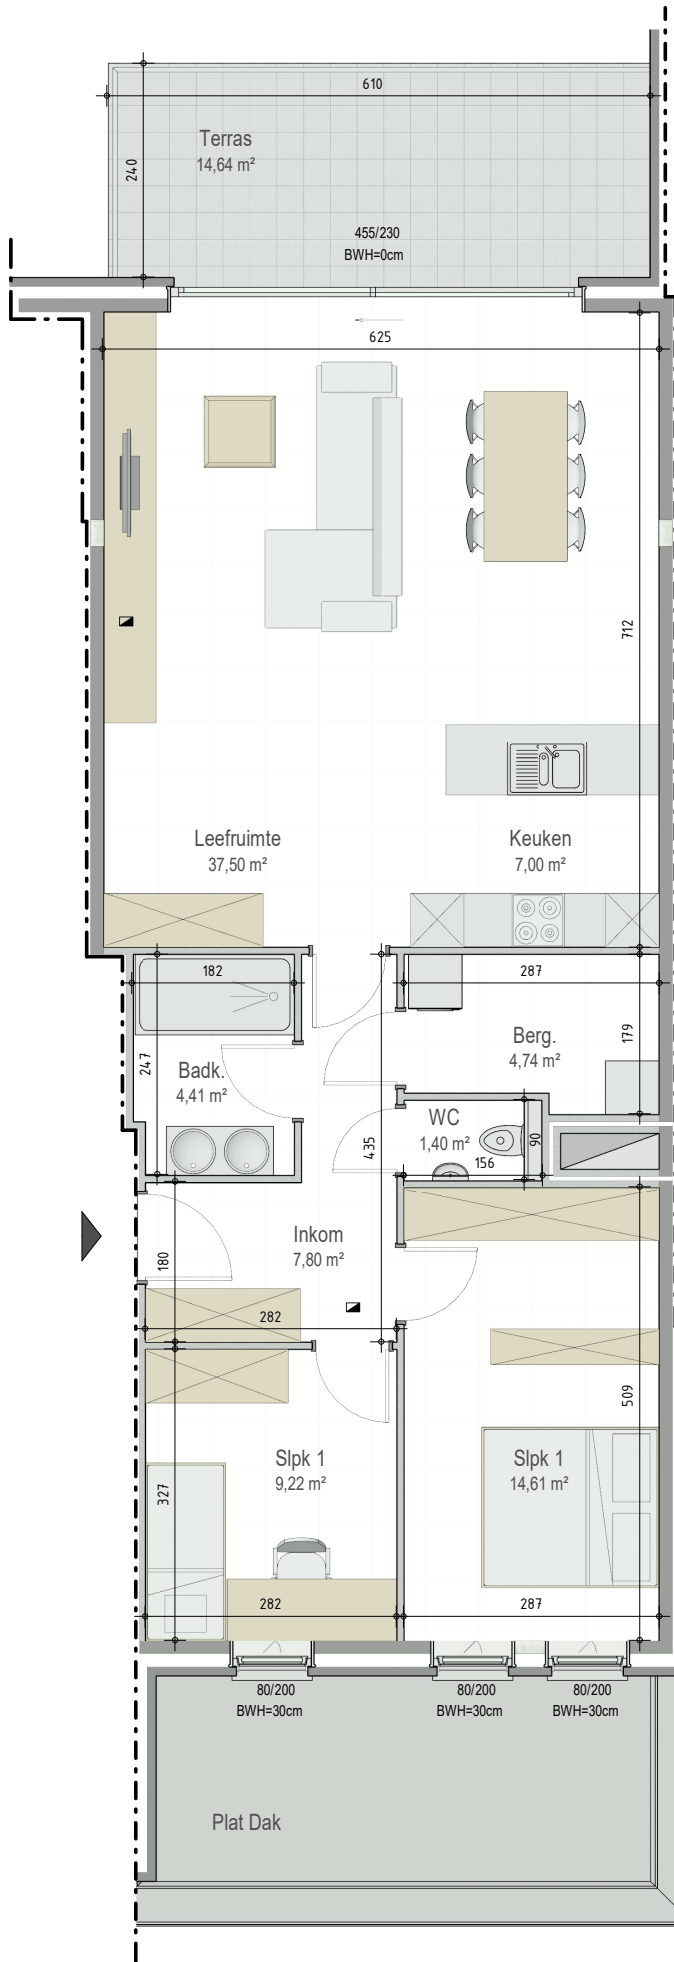 610
Terras
14,64 m²
240
455/230
BWH=0cm
625
712
Leefruimte
37,50 m²
Keuken
7,00 m²
182
287
247
Badk.
4,41 m²
Berg.
4,74 m²
179
435
WC
1,40 m²
90
156
Inkom
7,80 m²
180
282
509
Slpk 1
9,22 m²
Slpk 1
14,61 m²
327
282
287
80/200
BWH=30cm
80/200
BWH=30cm
80/200
BWH=30cm
Plat Dak